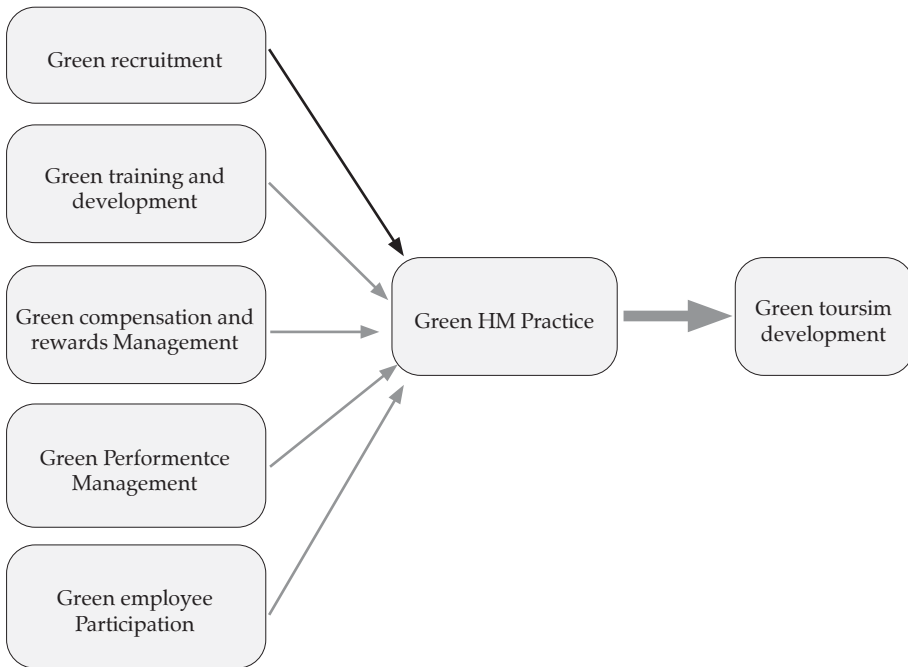 Green recruitment
Green training and
development
Green compensation and
rewards Management
Green Performentce
Management
Green employee
Participation
Green HM Practice
Green toursim
development